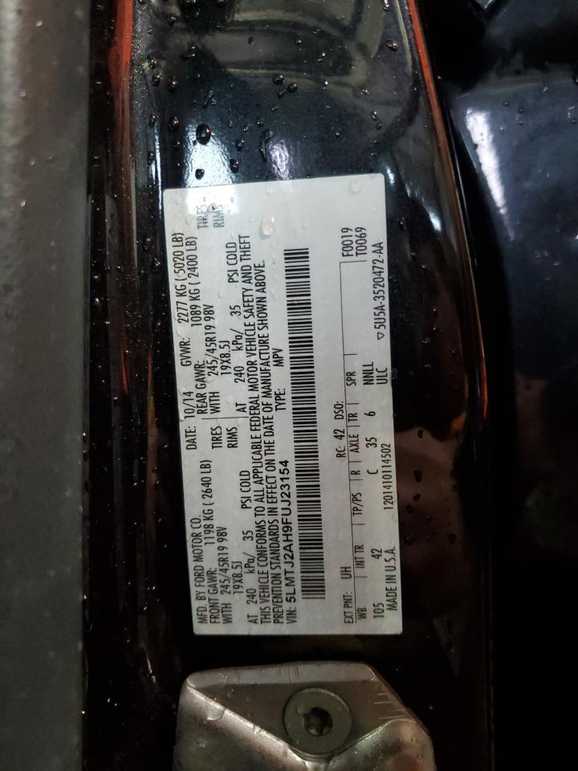 MFD. BY FORD MOTOR CO. DATE: 10/14 GVWR: 2277 KG ( 5020 LB)
FRONT GAWR: 1198 KG ( 2640 LB) REAR GAWR: 1089 KG ( 2400 LB)
WITH 245/45R19 98V TIRES WITH 245/45R19 98V TIRES
19X8.5J RIMS 19X8.5J RIMS
AT 240 kPa/ 35 PSI COLD AT 240 kPa/ 35 PSI COLD
THIS VEHICLE CONFORMS TO ALL APPLICABLE FEDERAL MOTOR VEHICLE SAFETY AND THEFT
PREVENTION STANDARDS IN EFFECT ON THE DATE OF MANUFACTURE SHOWN ABOVE.
VIN: 5LMTJ2AH9FUJ23154 TYPE: MPV
EXT PNT: UH RC: 42 DSO: F0019
WB INT TR TP/PS R AXLE TR SPR T0069
105 42 C 35 6 NNLL
ULC
MADE IN U.S.A. 1201410114502 ▽5U5A-3520472-AA